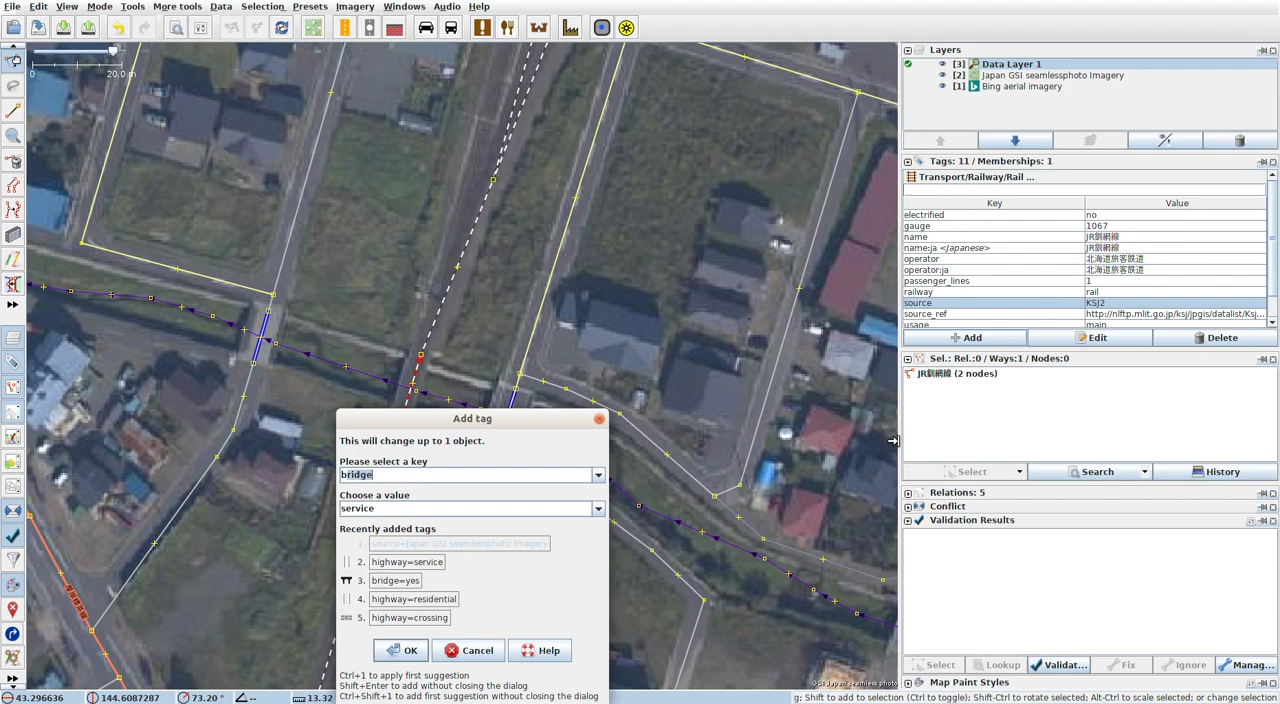 File Edit View Mode Tools More tools Data Selection Presets Imagery Windows Audio Help
0 20.0 m
Layers
[3] Data Layer 1
[2] Japan GSI seamlessphoto Imagery
[1] Bing aerial imagery
Tags: 11 / Memberships: 1
Transport/Railway/Rail ...
Key Value
electrified no
gauge 1067
name JR釧網線
name:ja <Japanese> JR釧網線
operator 北海道旅客鉄道
operator:ja 北海道旅客鉄道
passenger_lines 1
railway rail
source KSJ2
source_ref http://nlftp.mlit.go.jp/ksj/jpgis/datalist/Ksj...
usage main
Add Edit Delete
Sel.: Rel.:0 / Ways:1 / Nodes:0
JR釧網線 (2 nodes)
Select Search History
Relations: 5
Conflict
Validation Results
Select Lookup Validat... Fix Ignore Manag...
Map Paint Styles
Add tag
This will change up to 1 object.
Please select a key
bridge
Choose a value
service
Recently added tags
1. source=Japan GSI seamlessphoto Imagery
2. highway=service
3. bridge=yes
4. highway=residential
5. highway=crossing
OK Cancel Help
Ctrl+1 to apply first suggestion
Shift+Enter to add without closing the dialog
Ctrl+Shift+1 to add first suggestion without closing the dialog
GSI Japan seamless photo
43.296636 144.6087287 73.20 ° -- 13.32 g; Shift to add to selection (Ctrl to toggle); Shift-Ctrl to rotate selected; Alt-Ctrl to scale selected; or change selection